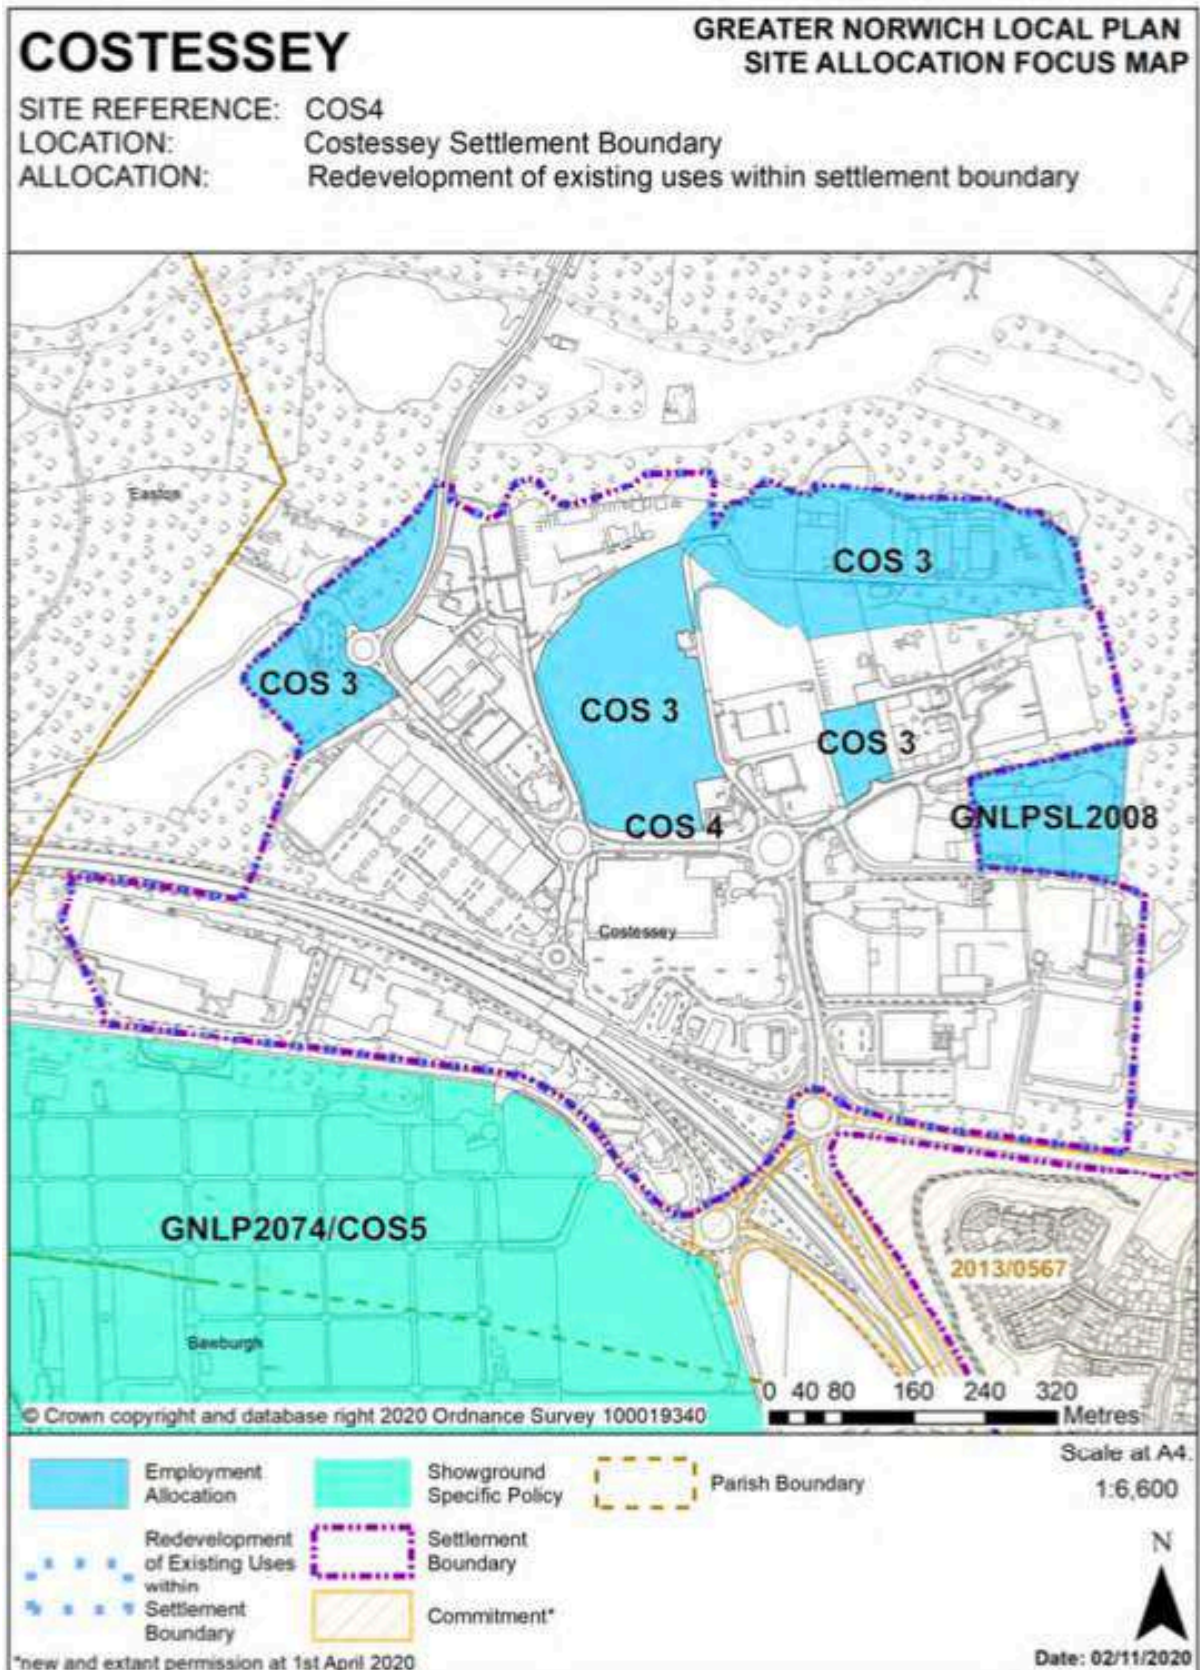 COSTESSEY
GREATER NORWICH LOCAL PLAN
SITE ALLOCATION FOCUS MAP
SITE REFERENCE: COS4
LOCATION: Costessey Settlement Boundary
ALLOCATION: Redevelopment of existing uses within settlement boundary
Easton
COS 3
COS 3
COS 3
COS 3
COS 4
GNLPSL2008
Costessey
GNLP2074/COS5
2013/0567
Bawburgh
0 40 80 160 240 320
Metres
© Crown copyright and database right 2020 Ordnance Survey 100019340
Employment
Allocation
Showground
Specific Policy
Parish Boundary
Scale at A4:
1:6,600
Redevelopment
of Existing Uses
within
Settlement
Boundary
Settlement
Boundary
Commitment*
N
*new and extant permission at 1st April 2020
Date: 02/11/2020